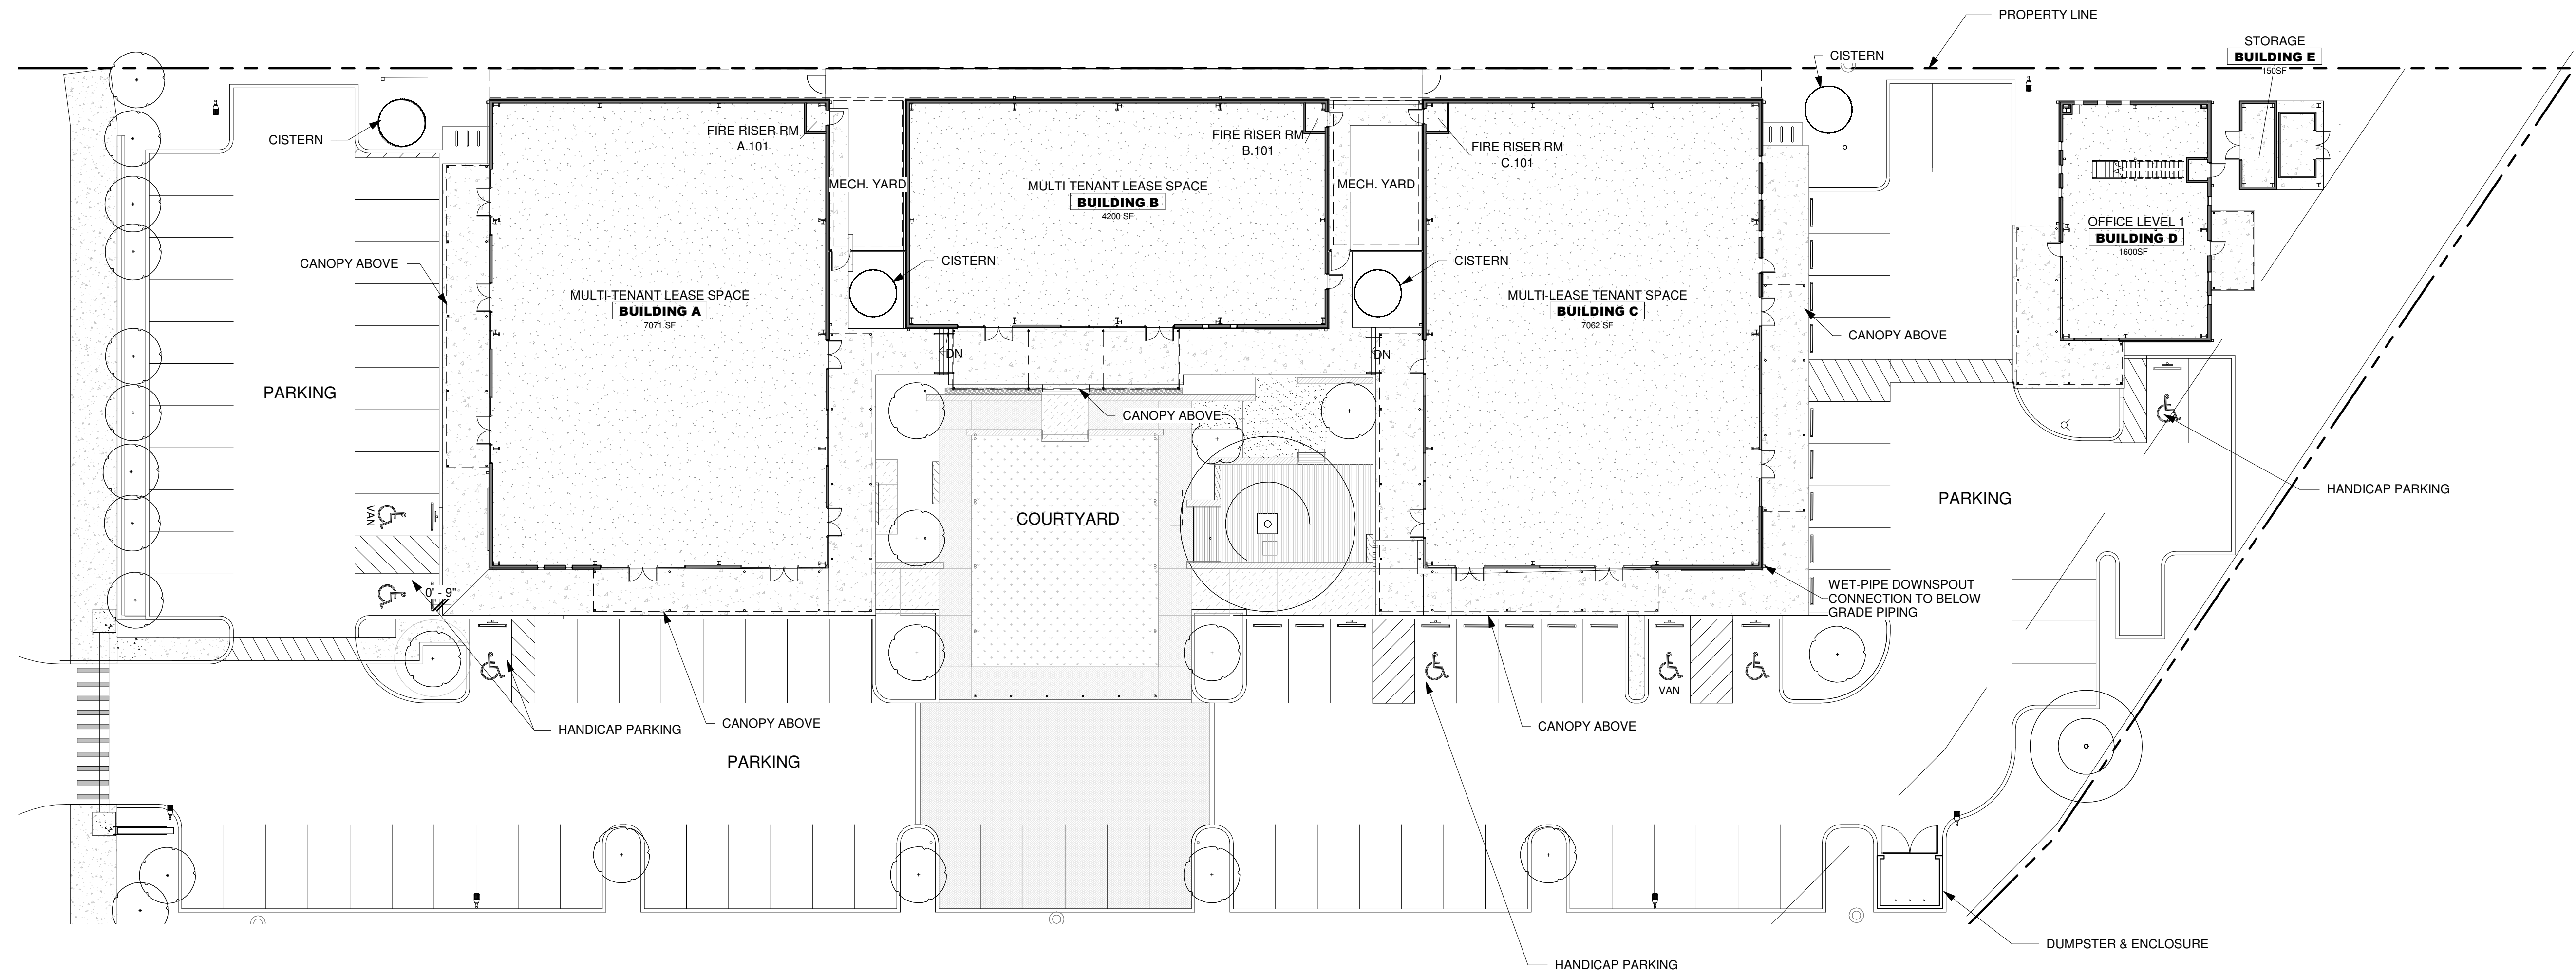 PROPERTY LINE
STORAGE
BUILDING E
150SF
CISTERN
CISTERN
FIRE RISER RM
A.101
FIRE RISER RM
B.101
FIRE RISER RM
C.101
MECH. YARD
MULTI-TENANT LEASE SPACE
BUILDING B
4200 SF
MECH. YARD
OFFICE LEVEL 1
BUILDING D
1600SF
CANOPY ABOVE
CISTERN
CISTERN
MULTI-TENANT LEASE SPACE
BUILDING A
7071 SF
MULTI-LEASE TENANT SPACE
BUILDING C
7062 SF
CANOPY ABOVE
DN
DN
PARKING
CANOPY ABOVE
HANDICAP PARKING
PARKING
VAN
COURTYARD
0' - 9"
WET-PIPE DOWNSPOUT
CONNECTION TO BELOW
GRADE PIPING
VAN
HANDICAP PARKING
CANOPY ABOVE
CANOPY ABOVE
PARKING
DUMPSTER & ENCLOSURE
HANDICAP PARKING